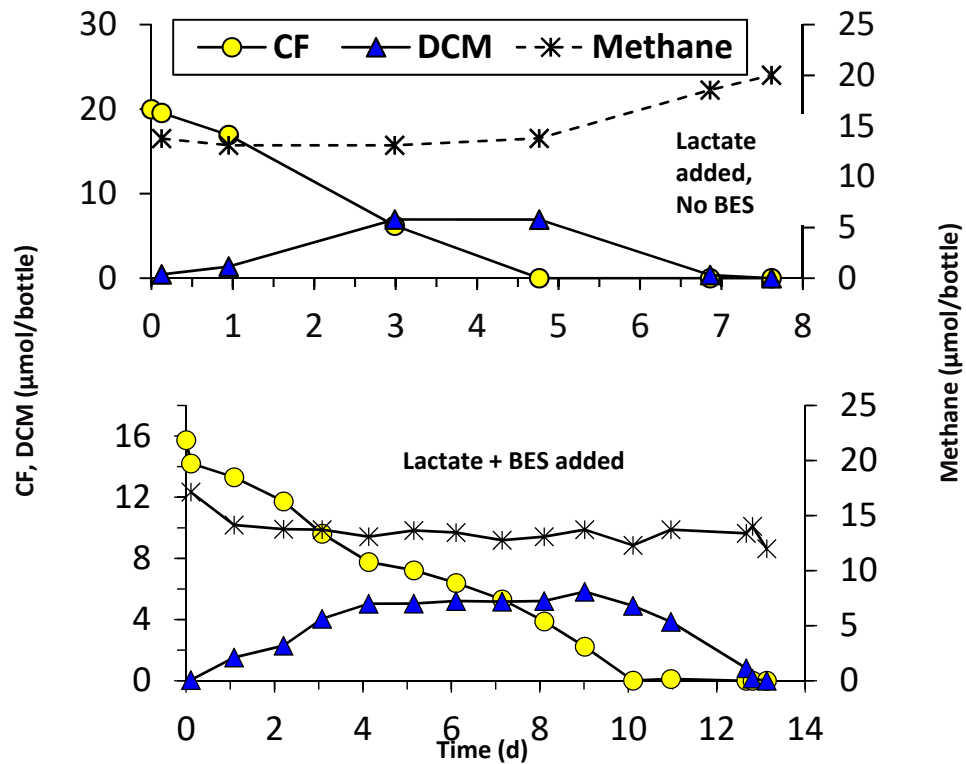 CF DCM Methane
30
20
10
0
25
20
15
10
5
0
Lactate
added,
No BES
0 1 2 3 4 5 6 7 8
CF, DCM (µmol/bottle)
Methane (µmol/bottle)
16
12
8
4
0
25
20
15
10
5
0
Lactate + BES added
0 2 4 6 8 10 12 14
Time (d)